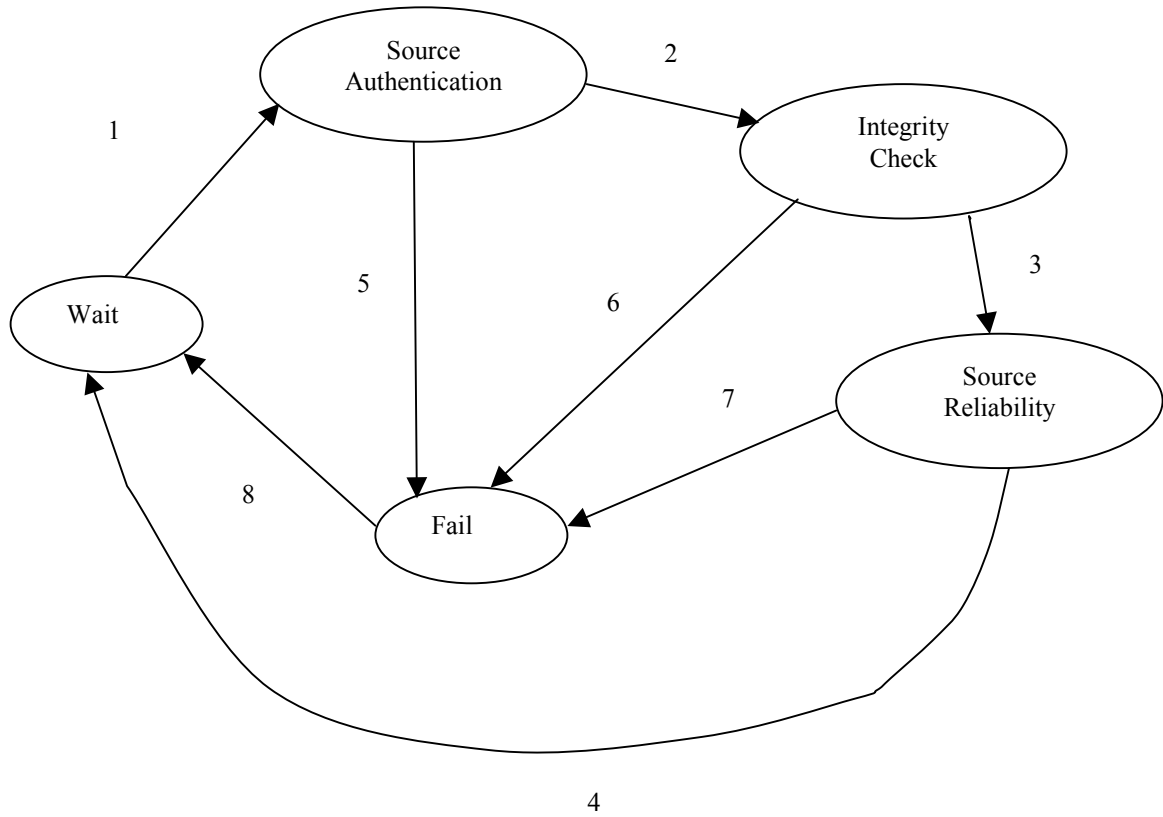 Source
Authentication
2
1
Integrity
Check
3
5
6
Wait
Source
Reliability
7
8
Fail
4